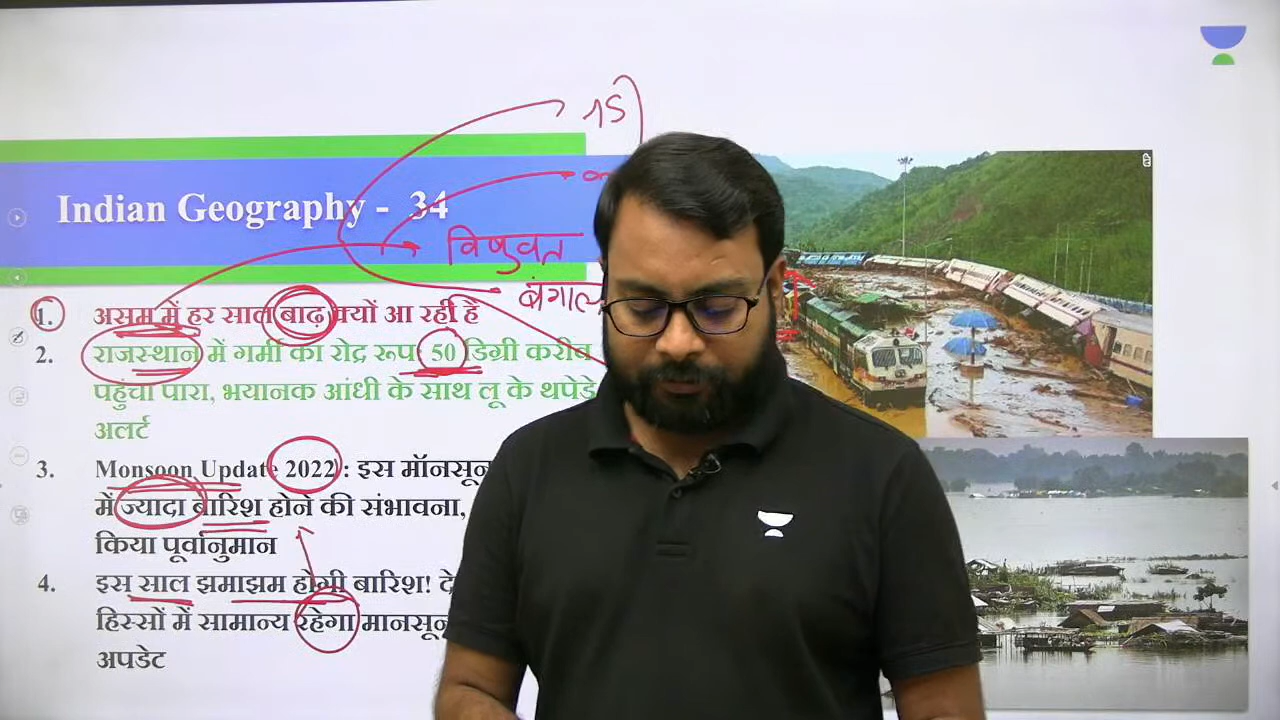 15
Indian Geography - 34
विषुवत
बंगाल
1. असम में हर साल बाढ़ क्यों आ रही है
2. राजस्थान में गर्मी का रोद्र रूप 50 डिग्री करीब
पहुंचा पारा, भयानक आंधी के साथ लू के थपेड़े
अलर्ट
3. Monsoon Update 2022 : इस मॉनसून
में ज्यादा बारिश होने की संभावना,
किया पूर्वानुमान
4. इस साल झमाझम होगी बारिश!
हिस्सों में सामान्य रहेगा मानसून
अपडेट